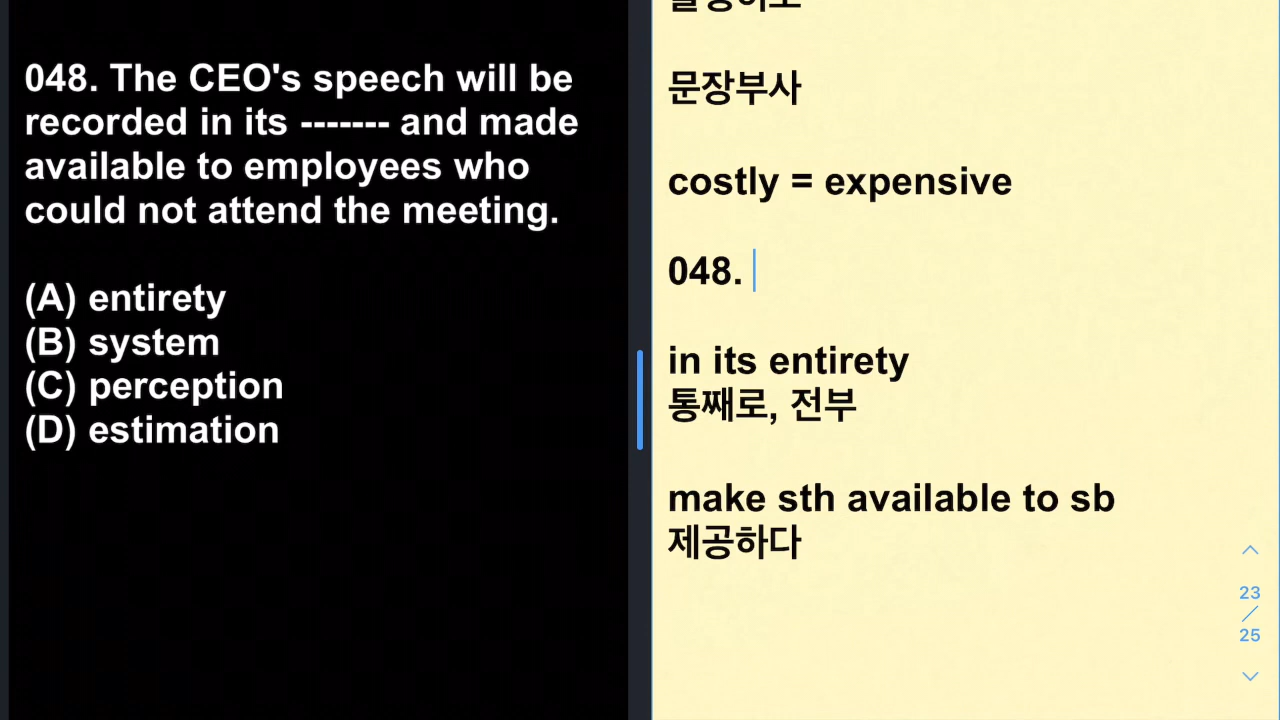 048. The CEO's speech will be
recorded in its ------- and made
available to employees who
could not attend the meeting.
(A) entirety
(B) system
(C) perception
(D) estimation
문장부사
costly = expensive
048.
in its entirety
통째로, 전부
make sth available to sb
제공하다
23
/
25